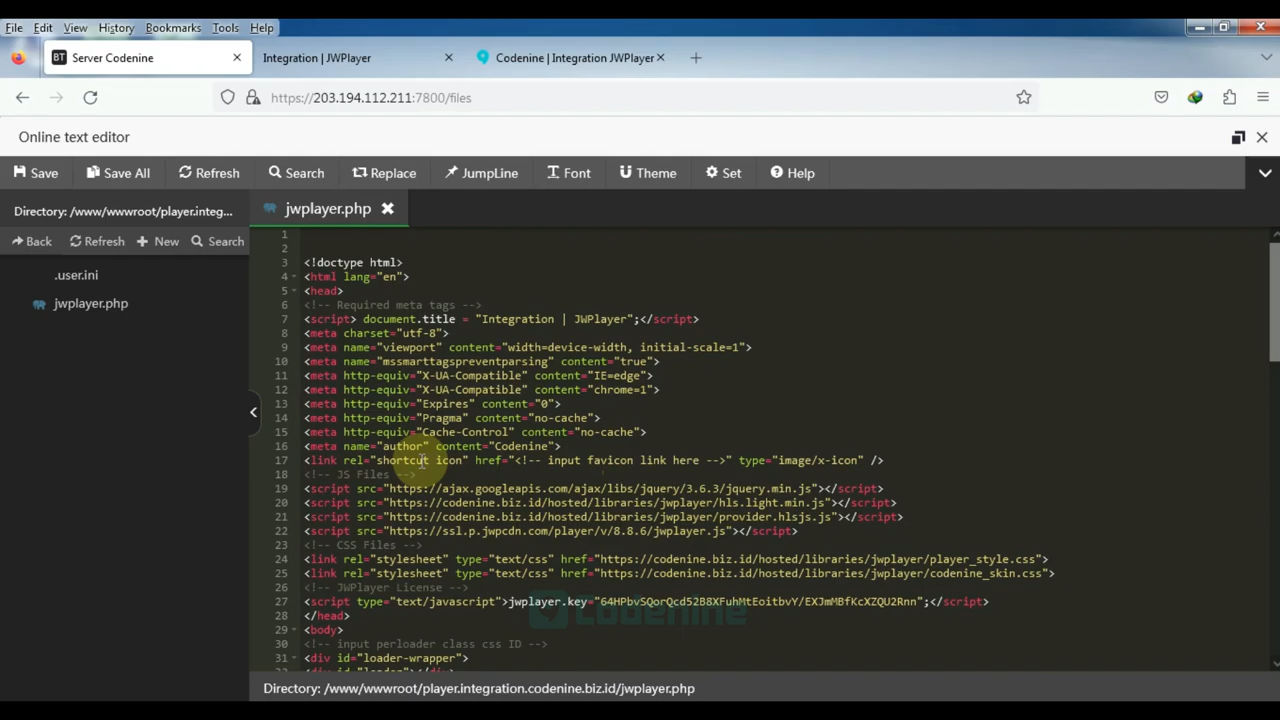 File Edit View History Bookmarks Tools Help
BT Server Codenine
Integration | JWPlayer
Codenine | Integration JWPlayer
https://203.194.112.211:7800/files
Online text editor
Save Save All Refresh Search Replace JumpLine Font Theme Set Help
Directory: /www/wwwroot/player.integ...
jwplayer.php
Back Refresh New Search
.user.ini
jwplayer.php
1
2
3 <!doctype html>
4 <html lang="en">
5 <head>
6 <!-- Required meta tags -->
7 <script> document.title = "Integration | JWPlayer";</script>
8 <meta charset="utf-8">
9 <meta name="viewport" content="width=device-width, initial-scale=1">
10 <meta name="mssmarttagspreventparsing" content="true">
11 <meta http-equiv="X-UA-Compatible" content="IE=edge">
12 <meta http-equiv="X-UA-Compatible" content="chrome=1">
13 <meta http-equiv="Expires" content="0">
14 <meta http-equiv="Pragma" content="no-cache">
15 <meta http-equiv="Cache-Control" content="no-cache">
16 <meta name="author" content="Codenine">
17 <link rel="shortcut icon" href="<!-- input favicon link here -->" type="image/x-icon" />
18 <!-- JS Files -->
19 <script src="https://ajax.googleapis.com/ajax/libs/jquery/3.6.3/jquery.min.js"></script>
20 <script src="https://codenine.biz.id/hosted/libraries/jwplayer/hls.light.min.js"></script>
21 <script src="https://codenine.biz.id/hosted/libraries/jwplayer/provider.hlsjs.js"></script>
22 <script src="https://ssl.p.jwpcdn.com/player/v/8.8.6/jwplayer.js"></script>
23 <!-- CSS Files -->
24 <link rel="stylesheet" type="text/css" href="https://codenine.biz.id/hosted/libraries/jwplayer/player_style.css">
25 <link rel="stylesheet" type="text/css" href="https://codenine.biz.id/hosted/libraries/jwplayer/codenine_skin.css">
26 <!-- JWPlayer License -->
27 <script type="text/javascript">jwplayer.key="64HPbvSQorQcd52B8XFuhMtEoitbvY/EXJmMBfKcXZQU2Rnn";</script>
28 </head>
29 <body>
30 <!-- input perloader class css ID -->
31 <div id="loader-wrapper">
Codenine
Directory: /www/wwwroot/player.integration.codenine.biz.id/jwplayer.php